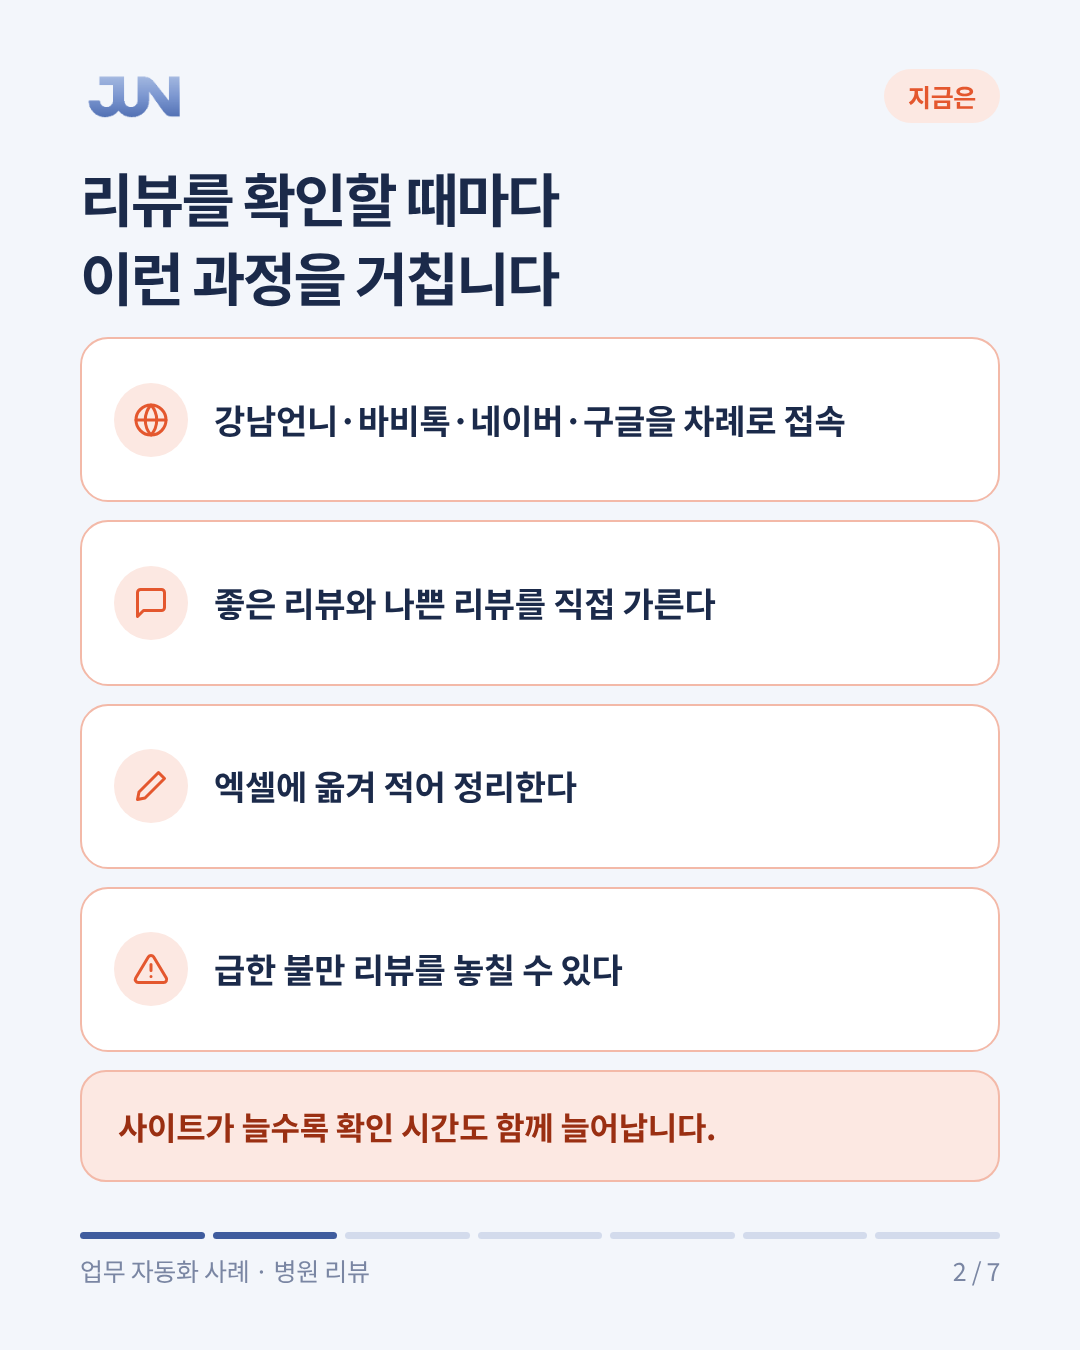 JUN
지금은
리뷰를 확인할 때마다
이런 과정을 거칩니다
강남언니·바비톡·네이버·구글을 차례로 접속
좋은 리뷰와 나쁜 리뷰를 직접 가른다
엑셀에 옮겨 적어 정리한다
급한 불만 리뷰를 놓칠 수 있다
사이트가 늘수록 확인 시간도 함께 늘어납니다.
업무 자동화 사례 · 병원 리뷰
2 / 7